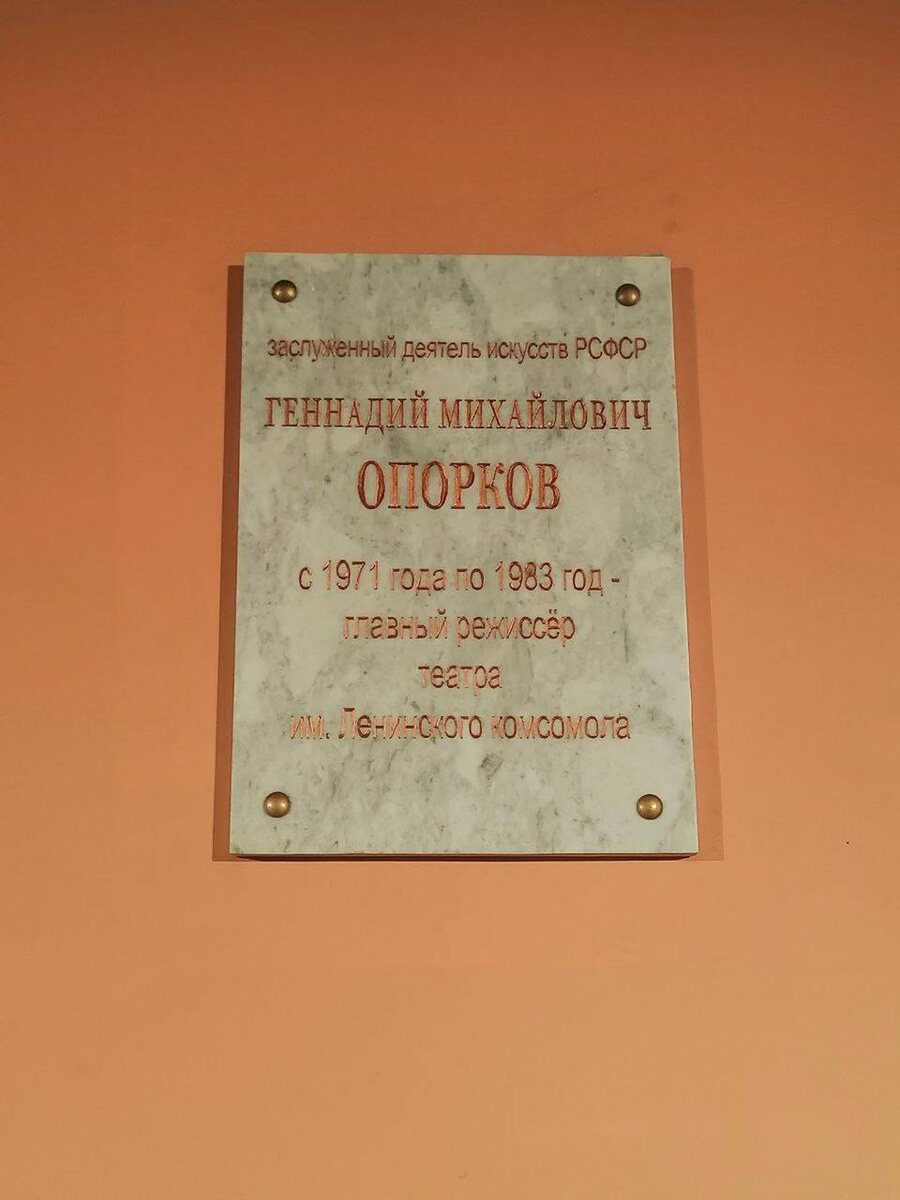 заслуженный деятель искусств РСФСР
ГЕННАДИЙ МИХАЙЛОВИЧ
ОПОРКОВ
с 1971 года по 1983 год -
главный режиссёр
театра
им. Ленинского комсомола